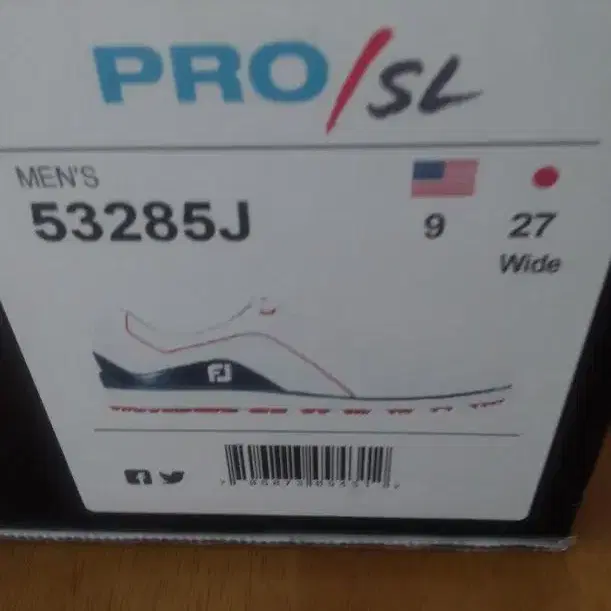 PRO/SL
MEN'S
53285J
9 27
Wide
FJ